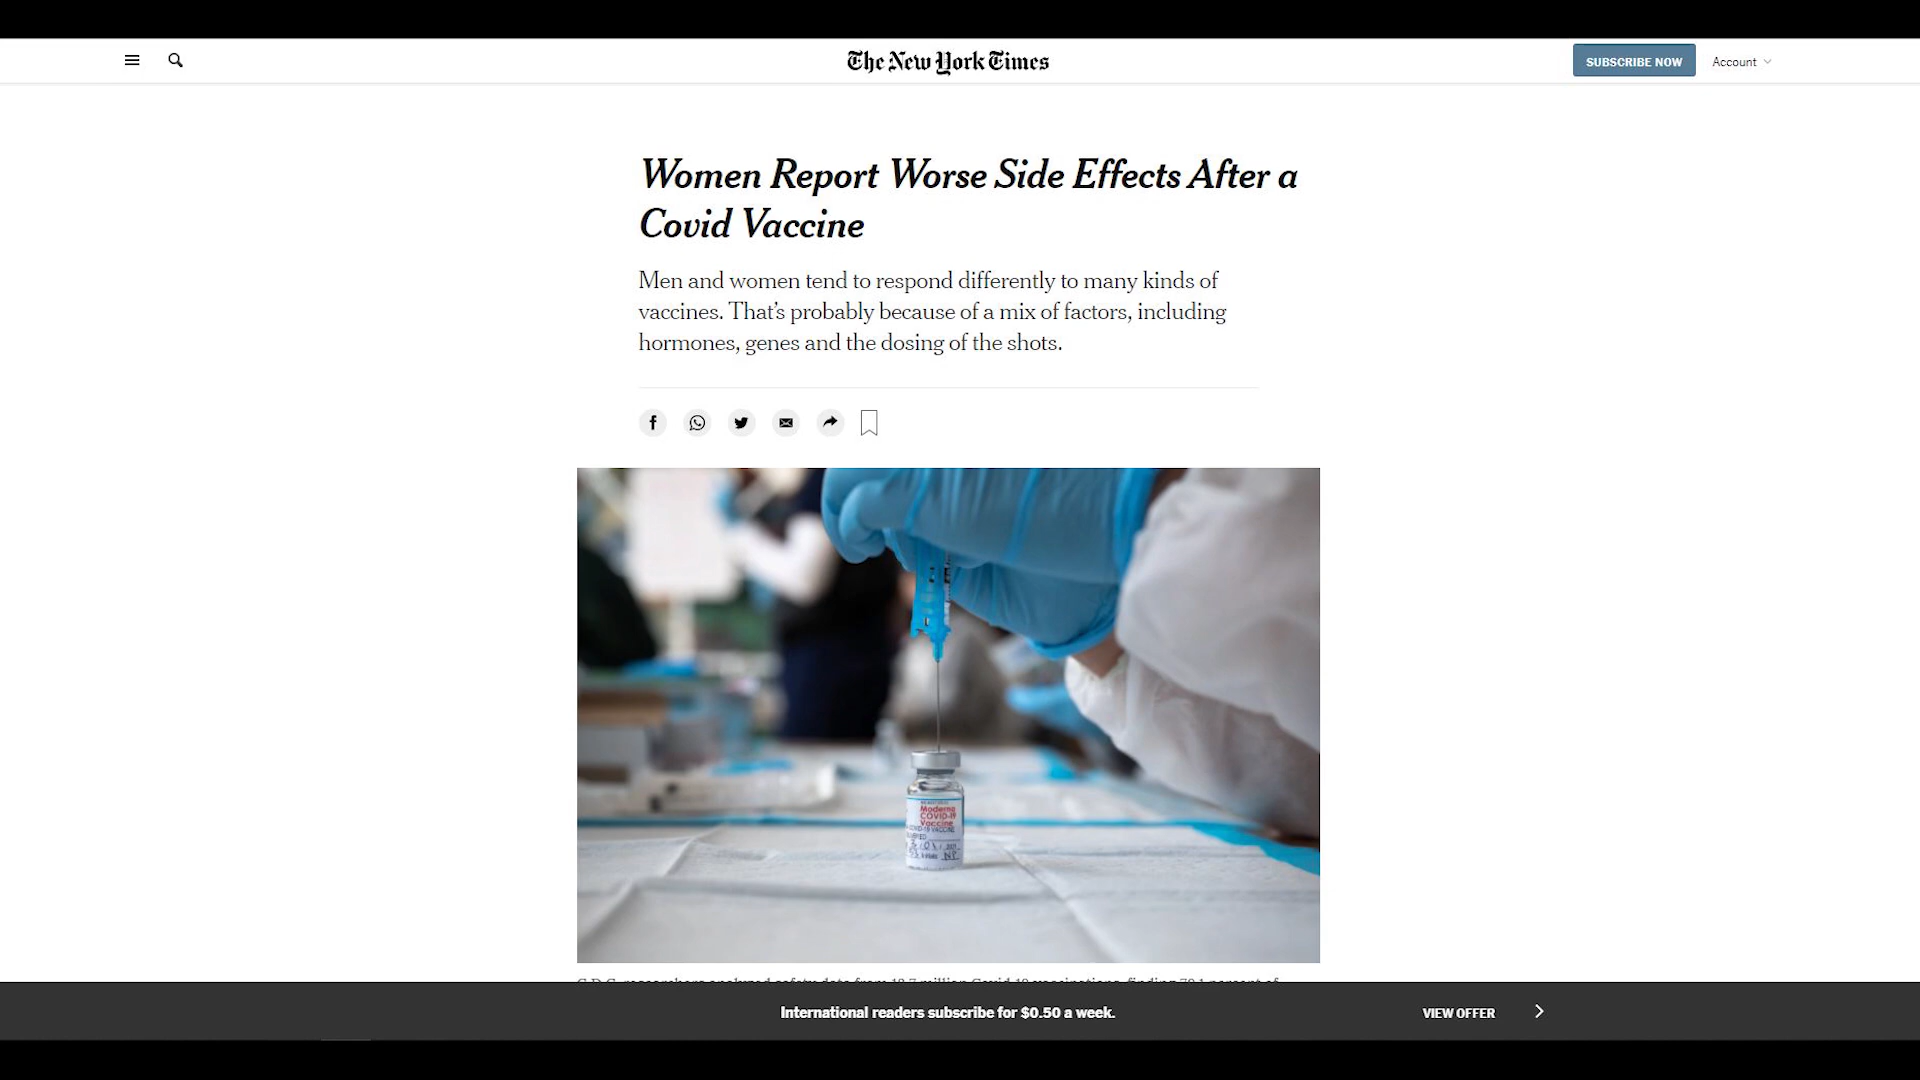 The New York Times
SUBSCRIBE NOW
Account
Women Report Worse Side Effects After a
Covid Vaccine
Men and women tend to respond differently to many kinds of
vaccines. That’s probably because of a mix of factors, including
hormones, genes and the dosing of the shots.
Moderna
COVID-19
Vaccine
International readers subscribe for $0.50 a week.
VIEW OFFER